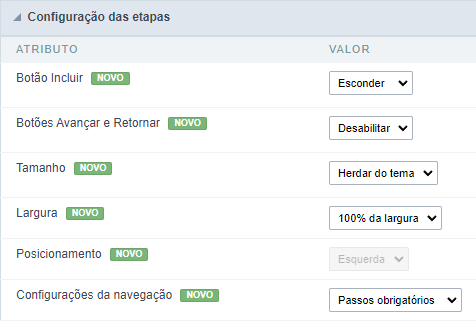 Configuração das etapas
ATRIBUTO VALOR
Botão Incluir NOVO Esconder
Botões Avançar e Retornar NOVO Desabilitar
Tamanho NOVO Herdar do tema
Largura NOVO 100% da largura
Posicionamento NOVO Esquerda
Configurações da navegação NOVO Passos obrigatórios